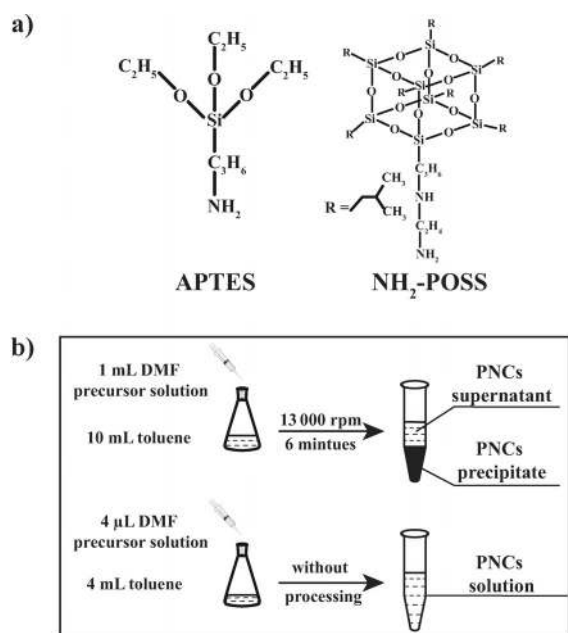 a)
C₂H₅
C₂H₅ O C₂H₅
O O
Si
C₃H₆
NH₂
APTES
R
R Si R
O O O
Si O Si
O Si O Si O
R R
O Si O Si O
Si O O Si
R O O R
Si
C₃H₆
NH
C₂H₄
NH₂
R =
CH₃
CH₃
NH₂-POSS
b)
1 mL DMF
precursor solution
10 mL toluene
13 000 rpm
6 mintues
PNCs
supernatant
PNCs
precipitate
4 μL DMF
precursor solution
4 mL toluene
without
processing
PNCs
solution